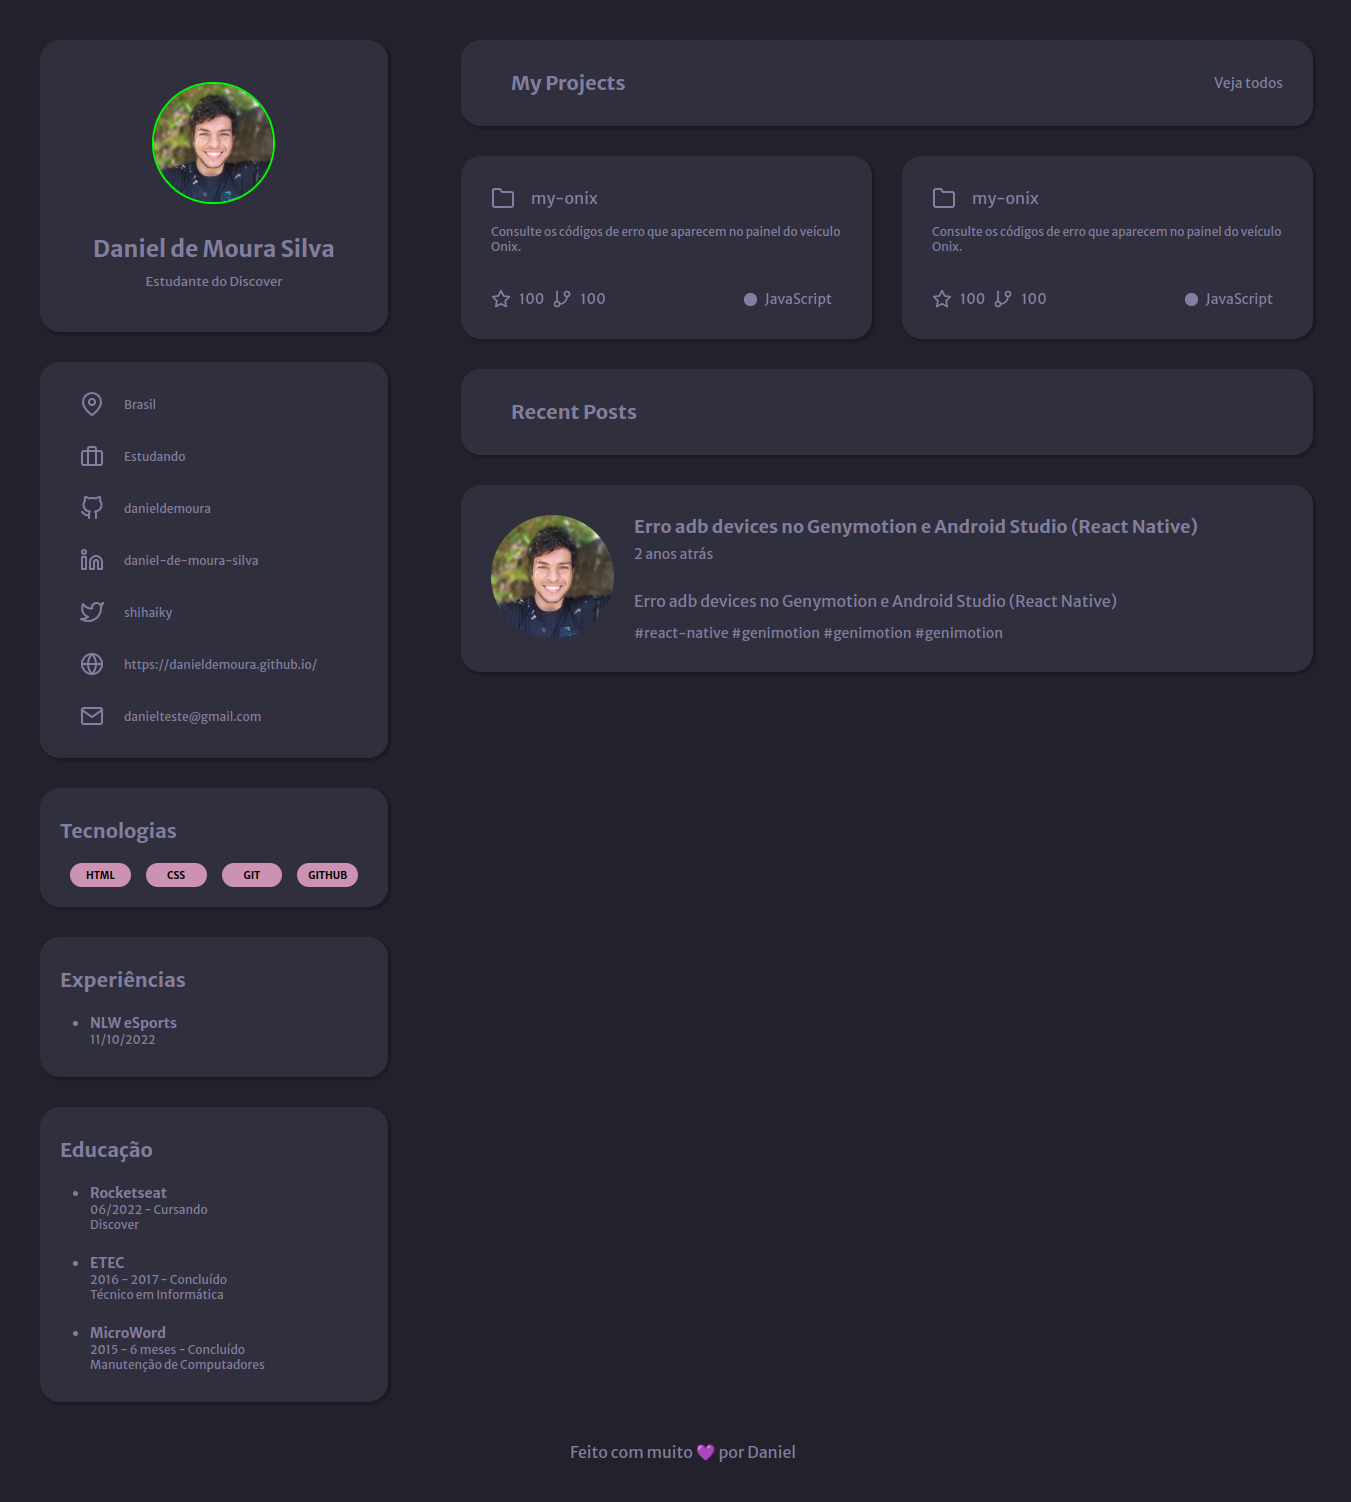 Daniel de Moura Silva
Estudante do Discover
Brasil
Estudando
danieldemoura
daniel-de-moura-silva
shihaiky
https://danieldemoura.github.io/
danielteste@gmail.com
Tecnologias
HTML CSS GIT GITHUB
Experiências
NLW eSports
11/10/2022
Educação
Rocketseat
06/2022 - Cursando
Discover
ETEC
2016 - 2017 - Concluído
Técnico em Informática
MicroWord
2015 - 6 meses - Concluído
Manutenção de Computadores
My Projects
Veja todos
my-onix
Consulte os códigos de erro que aparecem no painel do veículo
Onix.
100 100 JavaScript
my-onix
Consulte os códigos de erro que aparecem no painel do veículo
Onix.
100 100 JavaScript
Recent Posts
Erro adb devices no Genymotion e Android Studio (React Native)
2 anos atrás
Erro adb devices no Genymotion e Android Studio (React Native)
#react-native #genimotion #genimotion #genimotion
Feito com muito 💜 por Daniel